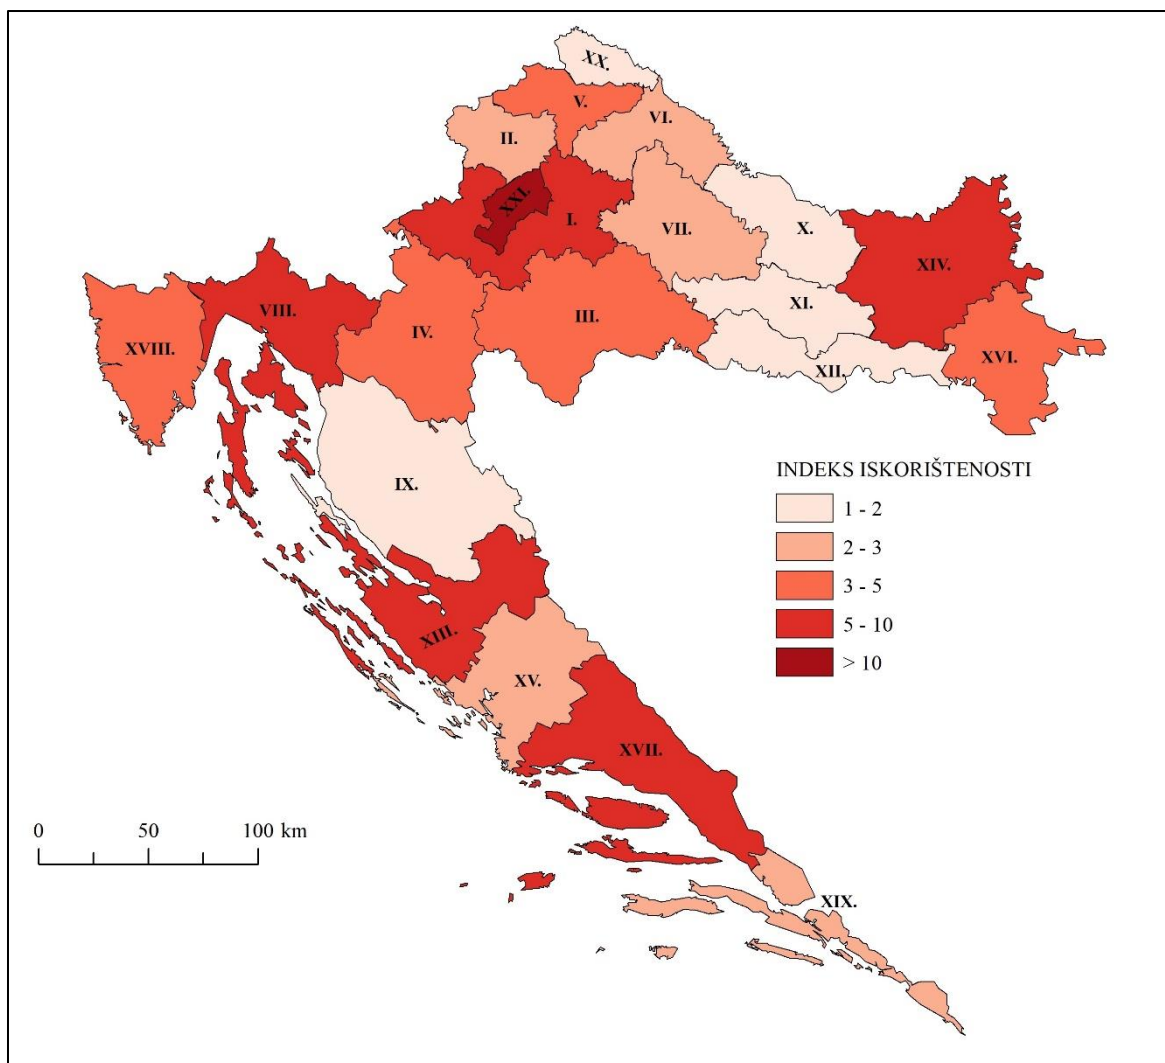 XX.
V.
VI.
II.
XXI.
I.
VII.
X.
XIV.
VIII.
XI.
III.
IV.
XVIII.
XVI.
XII.
IX.
INDEKS ISKORIŠTENOSTI
1 - 2
2 - 3
3 - 5
5 - 10
> 10
XIII.
XV.
XVII.
0 50 100 km
XIX.